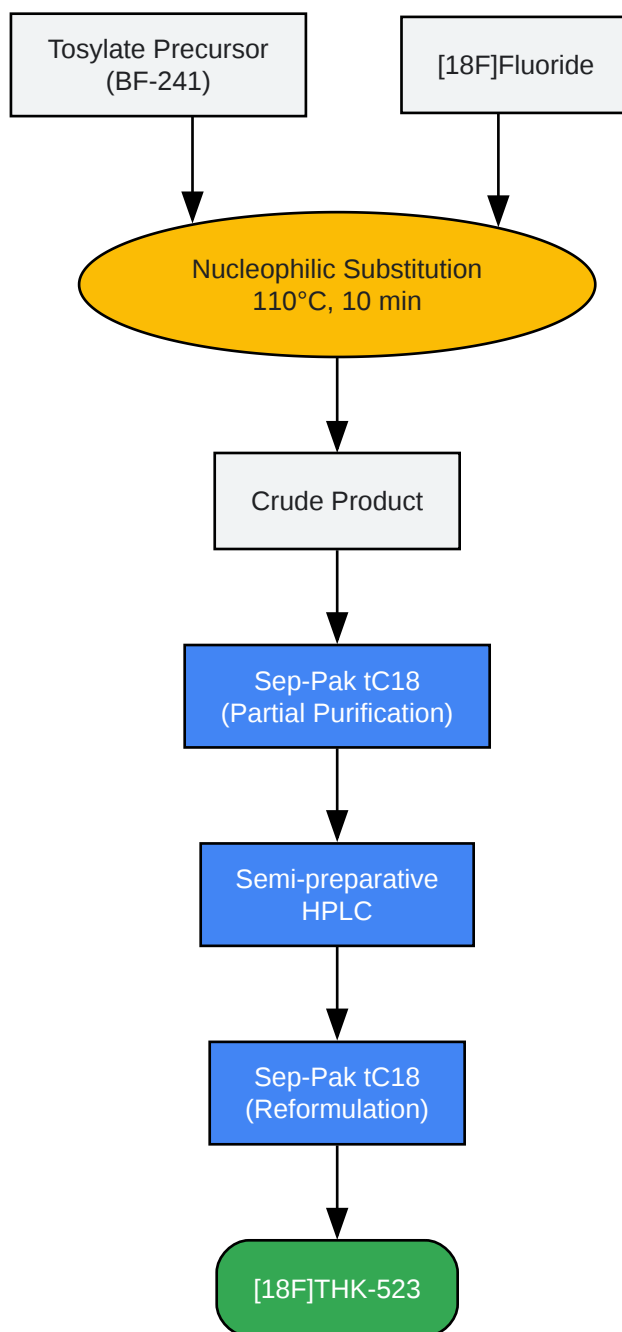 Tosylate Precursor
(BF-241)
[18F]Fluoride
Nucleophilic Substitution
110°C, 10 min
Crude Product
Sep-Pak tC18
(Partial Purification)
Semi-preparative
HPLC
Sep-Pak tC18
(Reformulation)
[18F]THK-523